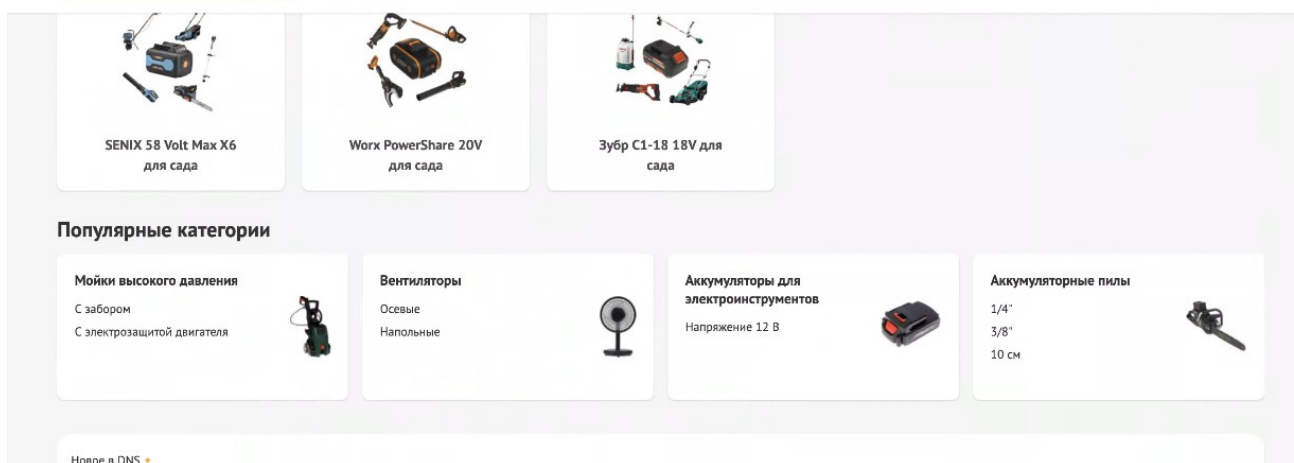 SENIX 58 Volt Max X6
для сада
Worx PowerShare 20V
для сада
Зубр С1-18 18V для
сада
Популярные категории
Мойки высокого давления
С забором
С электрозащитой двигателя
Вентиляторы
Осевые
Напольные
Аккумуляторы для
электроинструментов
Напряжение 12 В
Аккумуляторные пилы
1/4"
3/8"
10 см
Новое в DNS